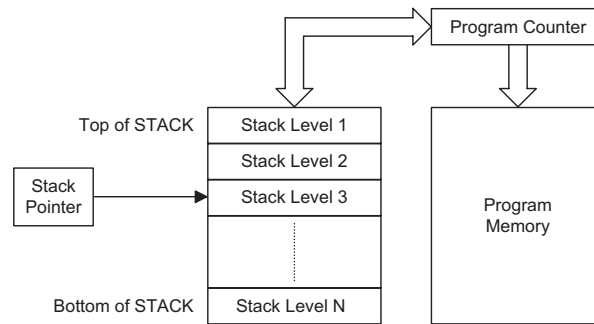 Program Counter
Top of STACK
Stack Level 1
Stack Level 2
Stack
Pointer
Stack Level 3
Program
Memory
Bottom of STACK
Stack Level N